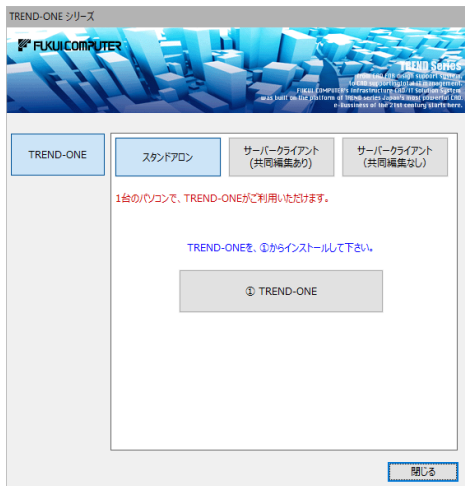 TREND-ONE シリーズ
FUKUI COMPUTER
TREND Series
FUKUI COMPUTER's Infrastructure CAD/IT Solution System
was built on the platform of TREND series Japan's most powerful CAD.
e-Bussiness of the 21st century starts here.
TREND-ONE
スタンドアロン
サーバークライアント
(共同編集あり)
サーバークライアント
(共同編集なし)
1台のパソコンで、TREND-ONEがご利用いただけます。
TREND-ONEを、①からインストールして下さい。
① TREND-ONE
閉じる